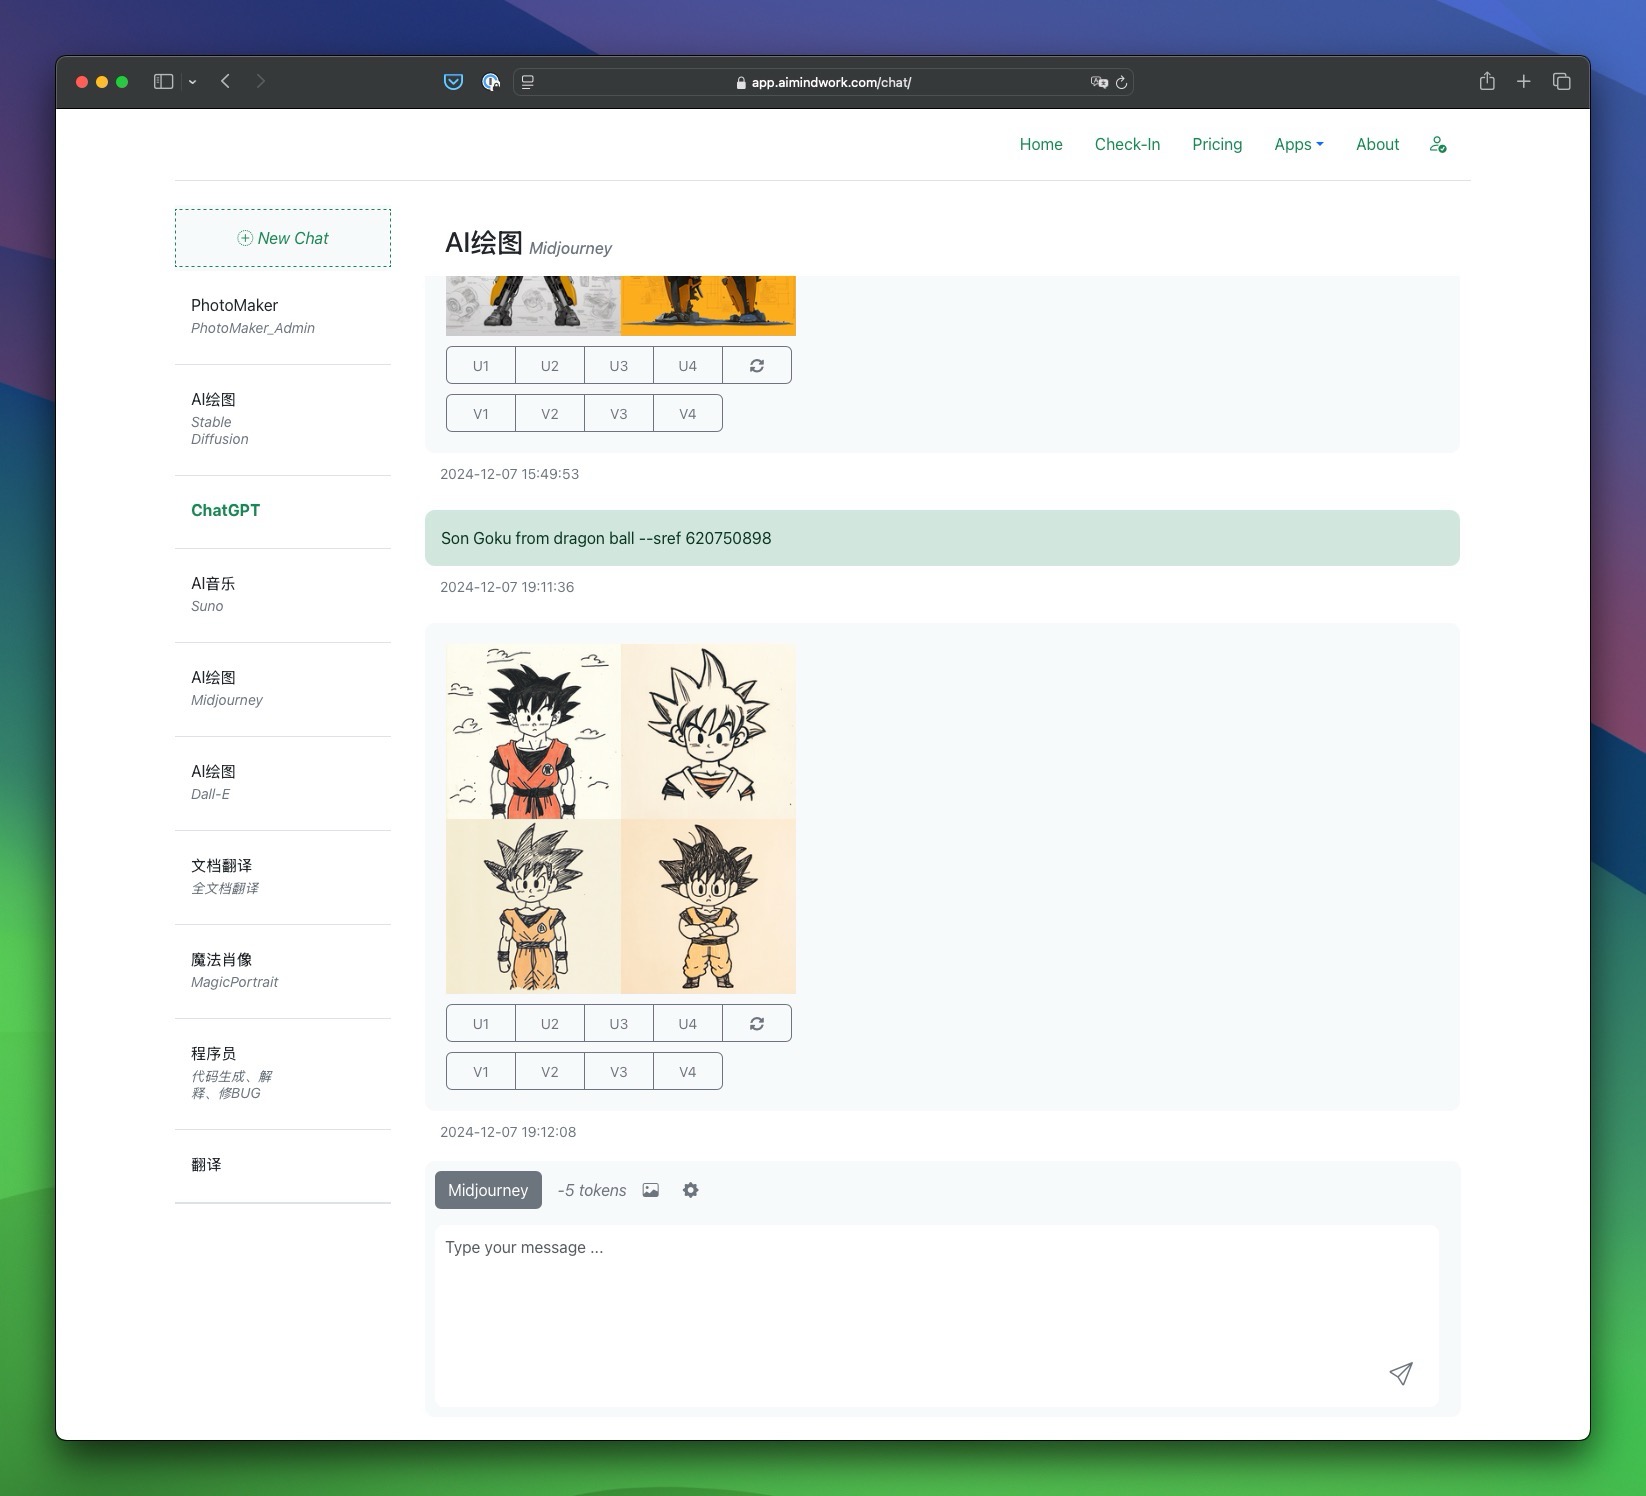 app.aimindwork.com/chat/
Home Check-In Pricing Apps About
New Chat
PhotoMaker
PhotoMaker_Admin
AI绘图
Stable
Diffusion
ChatGPT
AI音乐
Suno
AI绘图
Midjourney
AI绘图
Dall-E
文档翻译
全文档翻译
魔法肖像
MagicPortrait
程序员
代码生成、解
释、修BUG
翻译
AI绘图 Midjourney
U1 U2 U3 U4
V1 V2 V3 V4
2024-12-07 15:49:53
Son Goku from dragon ball --sref 620750898
2024-12-07 19:11:36
U1 U2 U3 U4
V1 V2 V3 V4
2024-12-07 19:12:08
Midjourney -5 tokens
Type your message ...